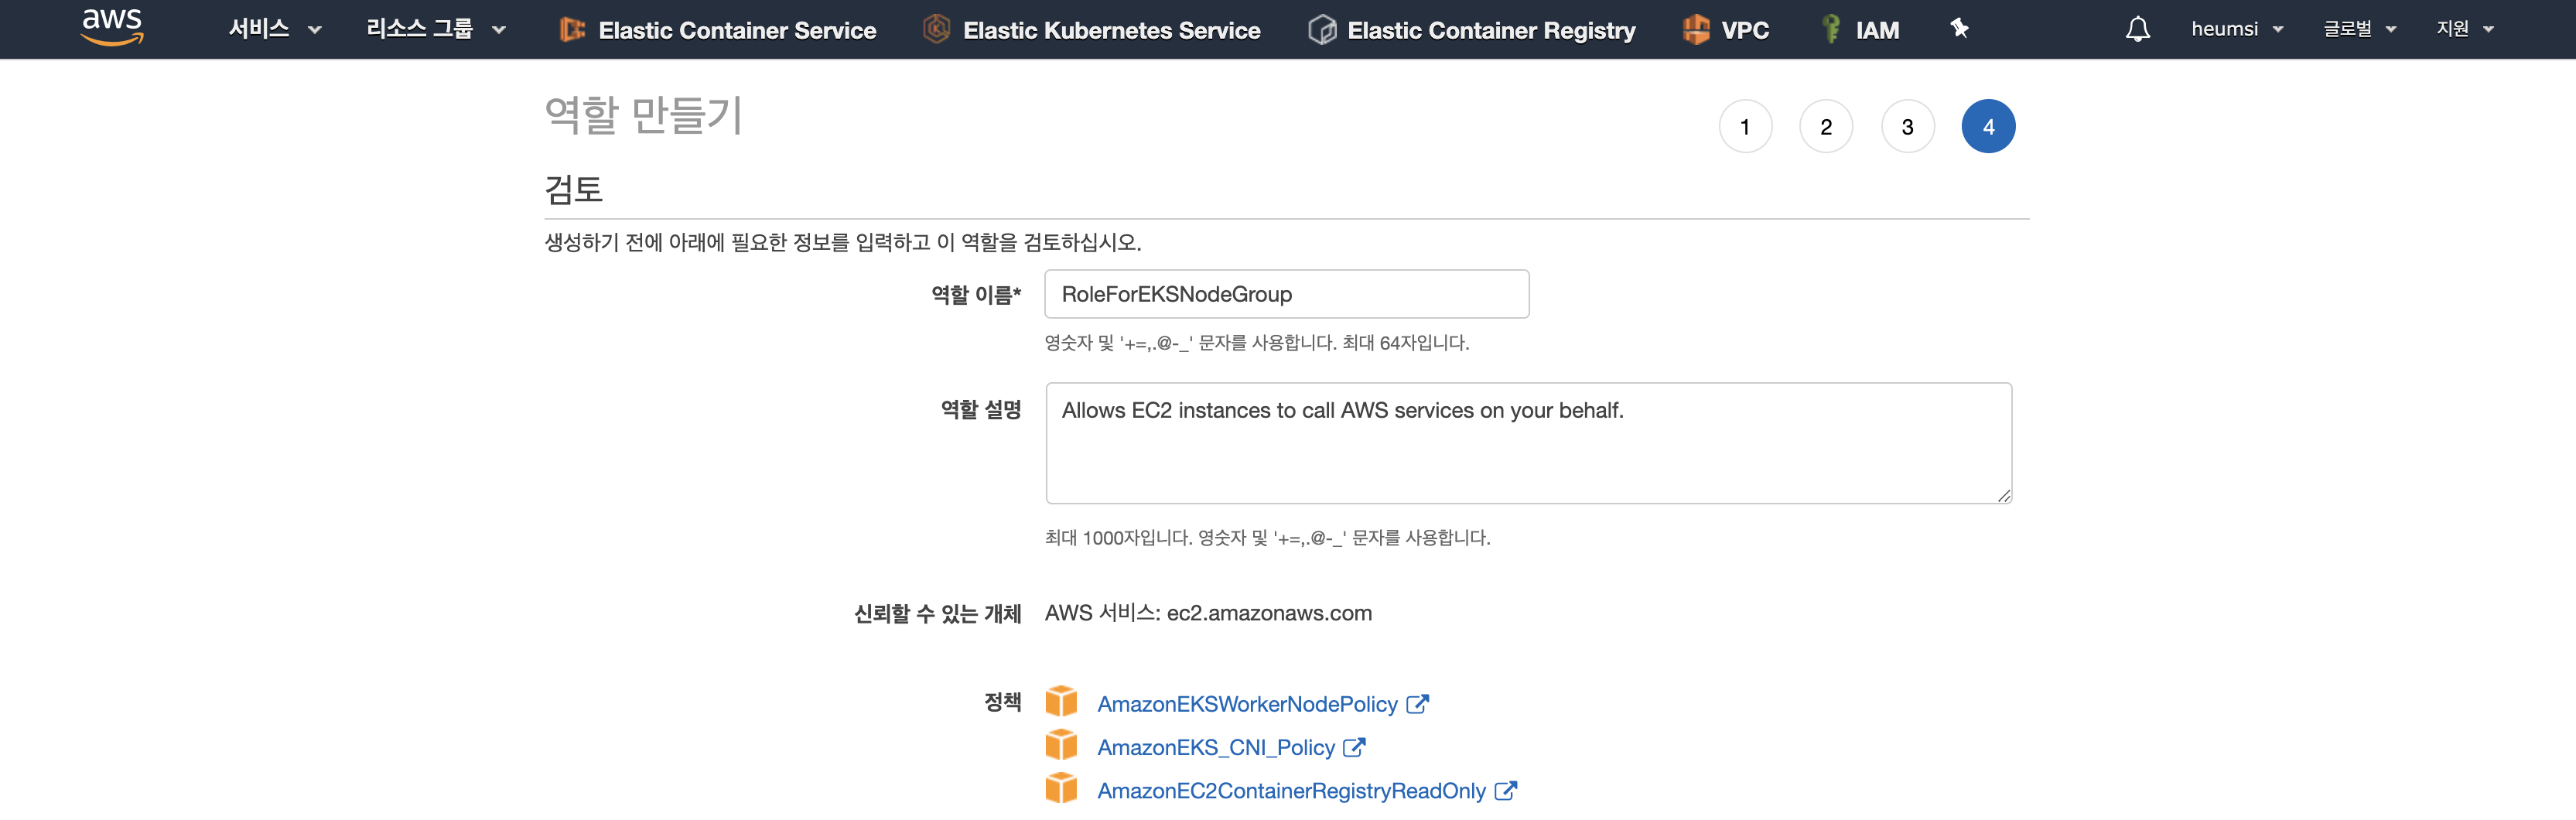 aws 서비스 리소스 그룹 Elastic Container Service Elastic Kubernetes Service Elastic Container Registry VPC IAM heumsi 글로벌 지원
역할 만들기
1 2 3 4
검토
생성하기 전에 아래에 필요한 정보를 입력하고 이 역할을 검토하십시오.
역할 이름* RoleForEKSNodeGroup
영숫자 및 '+=,.@-_' 문자를 사용합니다. 최대 64자입니다.
역할 설명 Allows EC2 instances to call AWS services on your behalf.
최대 1000자입니다. 영숫자 및 '+=,.@-_' 문자를 사용합니다.
신뢰할 수 있는 개체 AWS 서비스: ec2.amazonaws.com
정책 AmazonEKSWorkerNodePolicy
AmazonEKS_CNI_Policy
AmazonEC2ContainerRegistryReadOnly